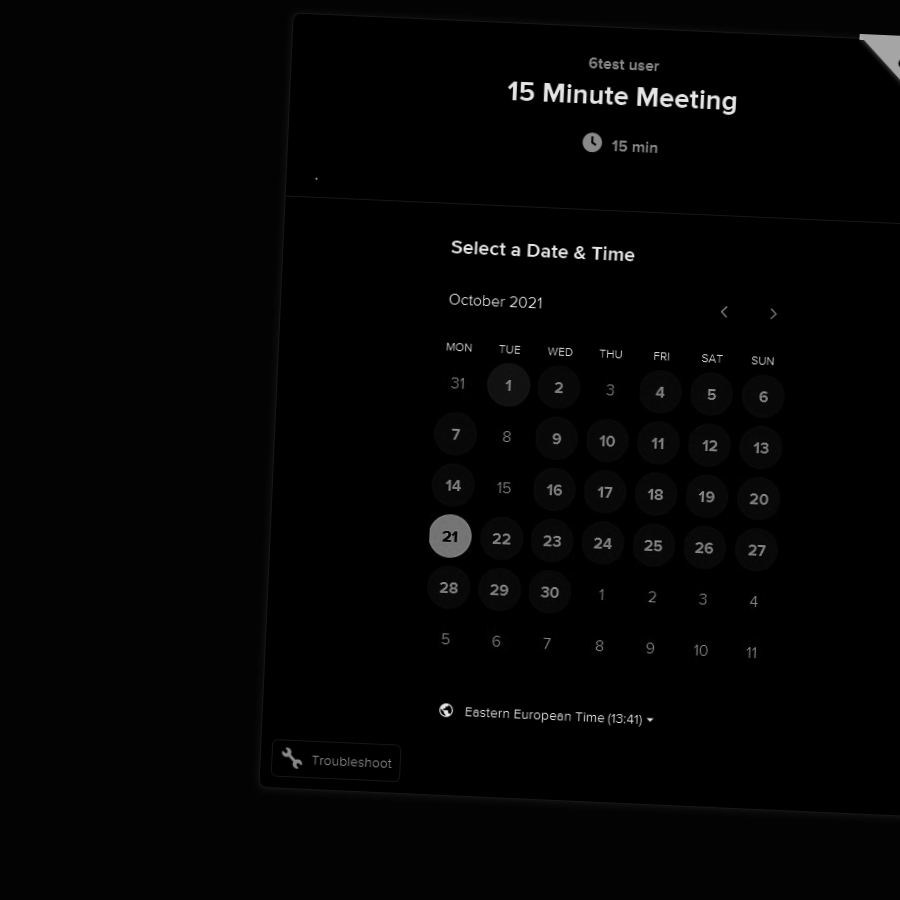 6test user
15 Minute Meeting
15 min
Select a Date & Time
October 2021
MON TUE WED THU FRI SAT SUN
31 1 2 3 4 5 6
7 8 9 10 11 12 13
14 15 16 17 18 19 20
21 22 23 24 25 26 27
28 29 30 1 2 3 4
5 6 7 8 9 10 11
Eastern European Time (13:41)
Troubleshoot